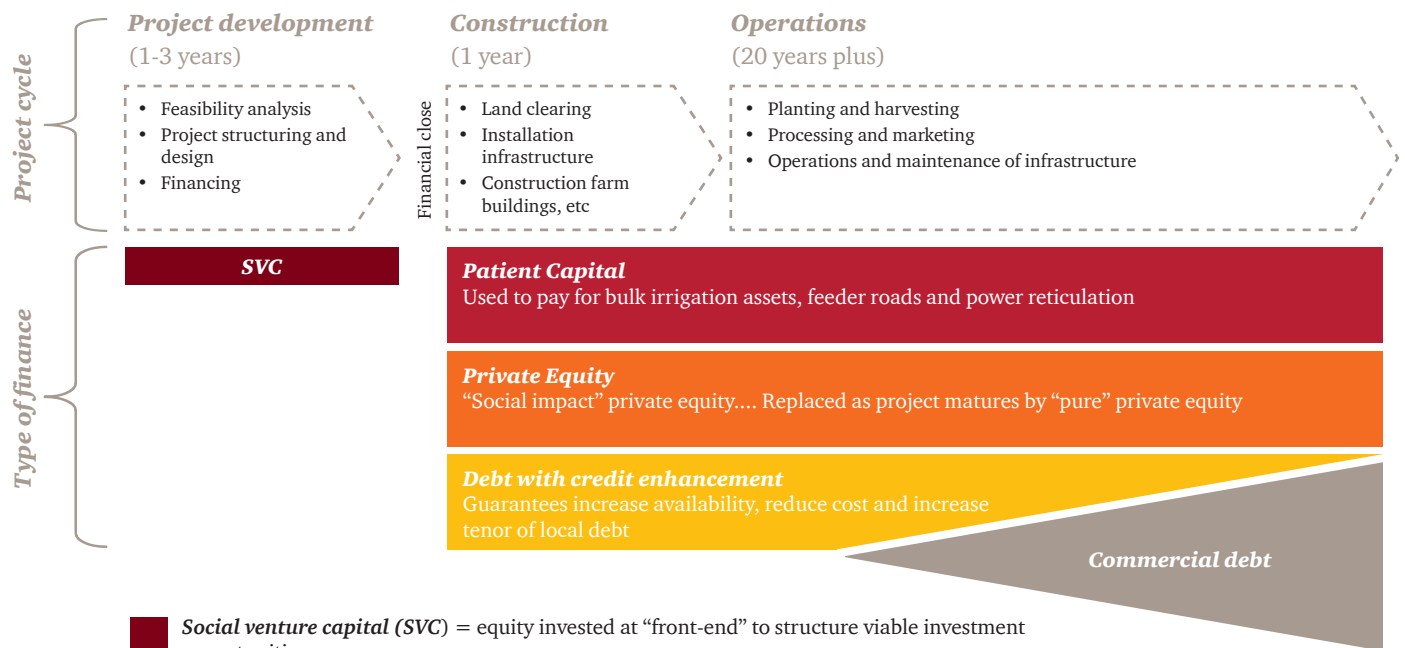 Project cycle
Project development
(1-3 years)
• Feasibility analysis
• Project structuring and
design
• Financing
Financial close
Construction
(1 year)
• Land clearing
• Installation
infrastructure
• Construction farm
buildings, etc
Operations
(20 years plus)
• Planting and harvesting
• Processing and marketing
• Operations and maintenance of infrastructure
Type of finance
SVC
Patient Capital
Used to pay for bulk irrigation assets, feeder roads and power reticulation
Private Equity
“Social impact” private equity.... Replaced as project matures by “pure” private equity
Debt with credit enhancement
Guarantees increase availability, reduce cost and increase
tenor of local debt
Commercial debt
Social venture capital (SVC) = equity invested at “front-end” to structure viable investment